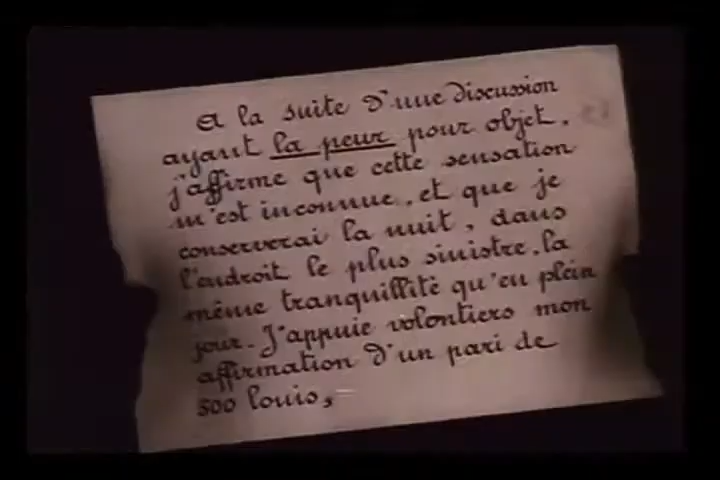 A la suite d'une discussion
ayant la peur pour objet,
j'affirme que cette sensation
m'est inconnue, et que je
conserverai la nuit, dans
l'endroit le plus sinistre, la
même tranquillité qu'en plein
jour. J'appuie volontiers mon
affirmation d'un pari de
500 louis,